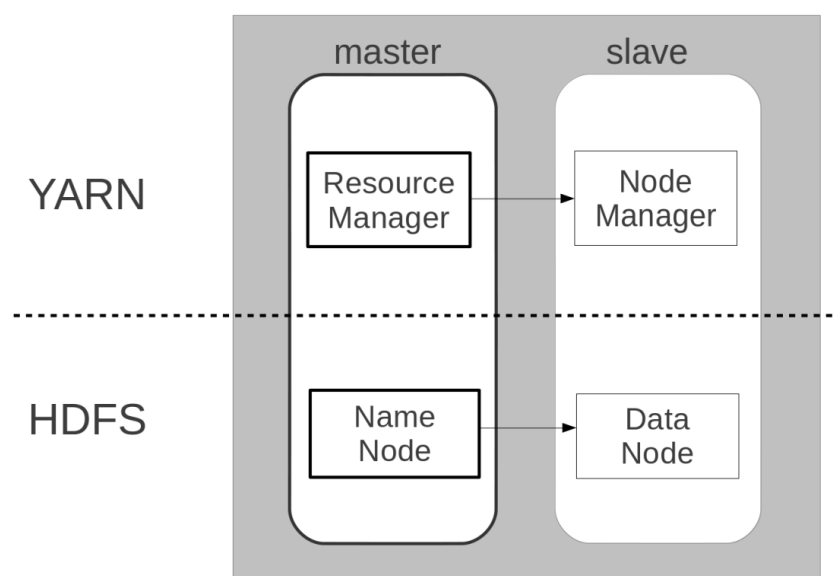 master
slave
YARN
Resource
Manager
Node
Manager
HDFS
Name
Node
Data
Node